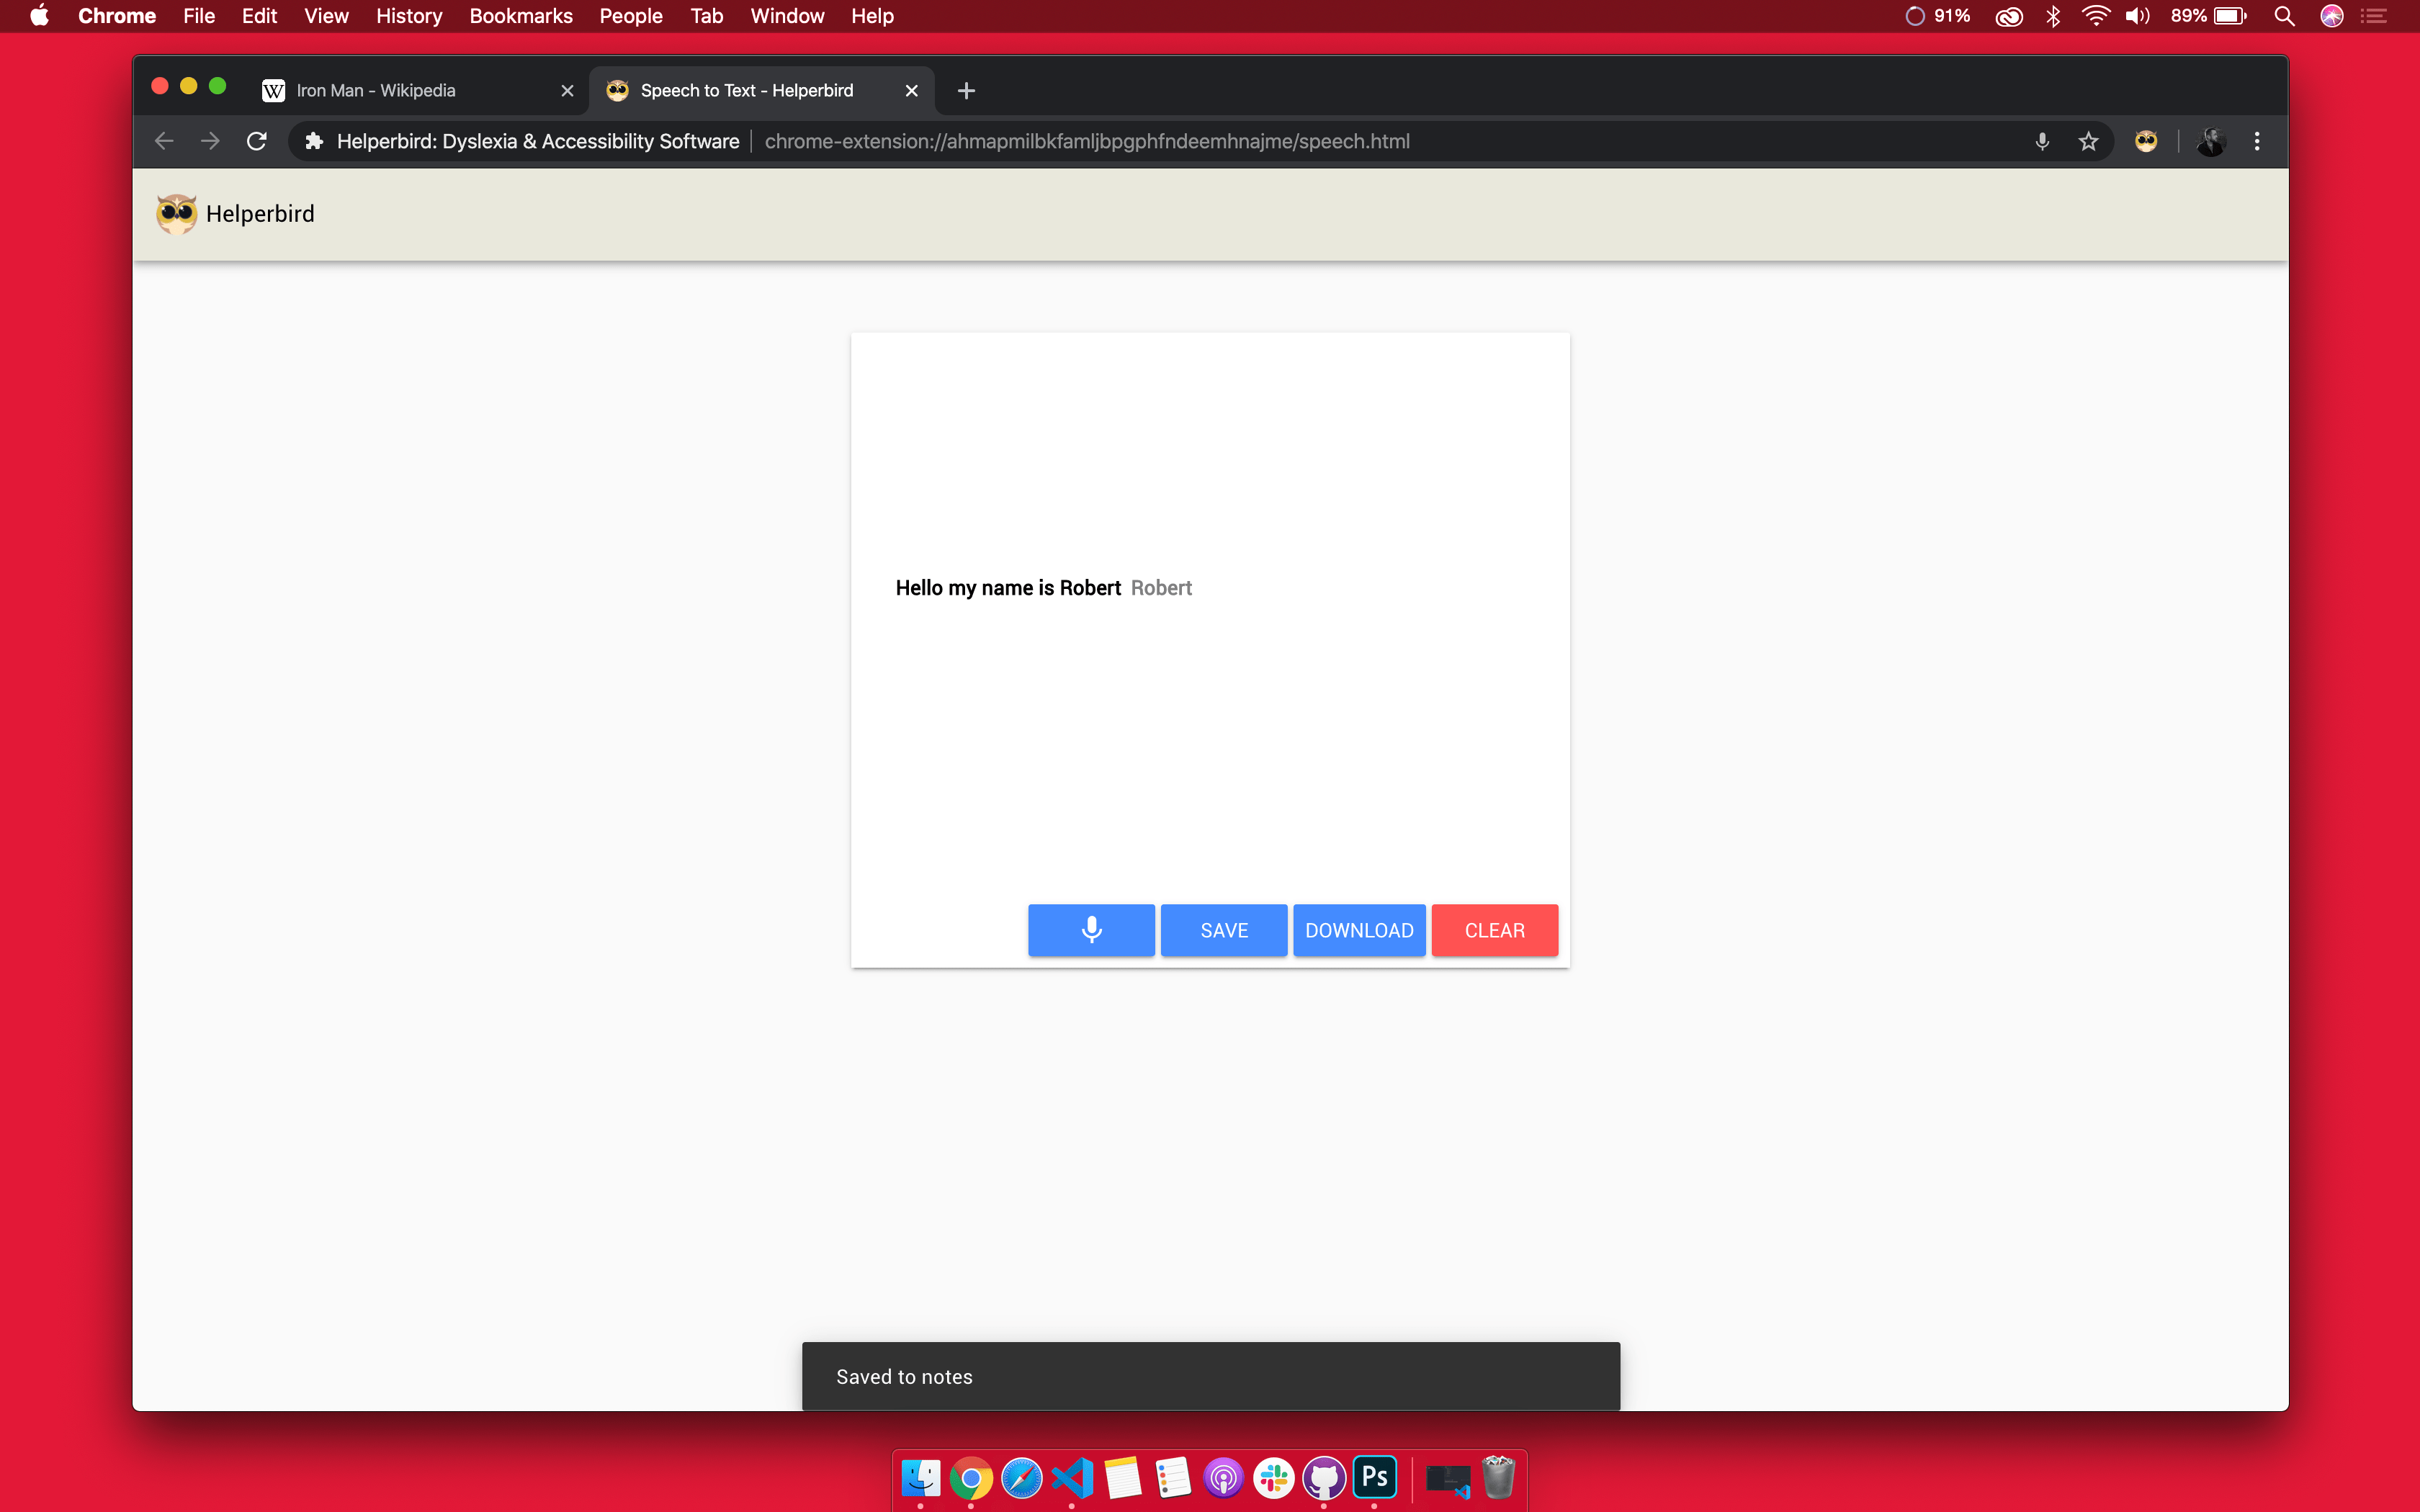 Chrome File Edit View History Bookmarks People Tab Window Help 91% 89%
W Iron Man - Wikipedia Speech to Text - Helperbird
Helperbird: Dyslexia & Accessibility Software chrome-extension://ahmapmilbkfamljbpgphfndeemhnajme/speech.html
Helperbird
Hello my name is Robert Robert
SAVE DOWNLOAD CLEAR
Saved to notes
Ps